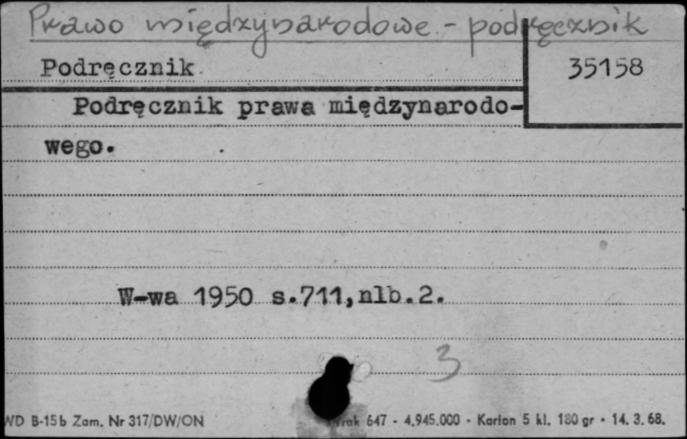 Prawo międzynarodowe - podręcznik
Podręcznik
35158
Podręcznik prawa międzynarodo-
wego.
W-wa 1950 s.711,nlb.2.
3
WD B-15b Zam. Nr 317/DW/ON
647 - 4.945.000 - Karton 5 kl. 180 gr - 14. 3. 68.